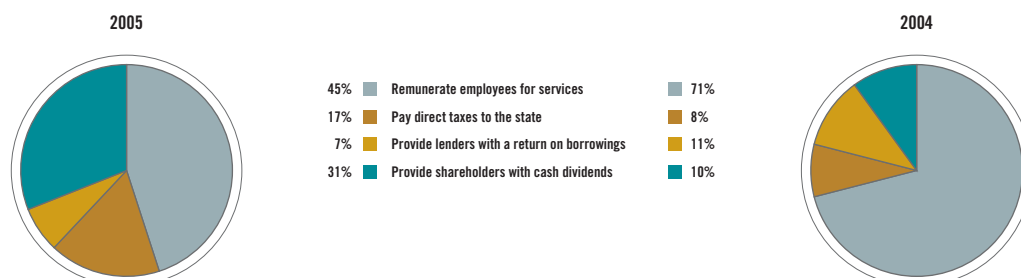 2005
2004
45% Remunerate employees for services 71%
17% Pay direct taxes to the state 8%
7% Provide lenders with a return on borrowings 11%
31% Provide shareholders with cash dividends 10%